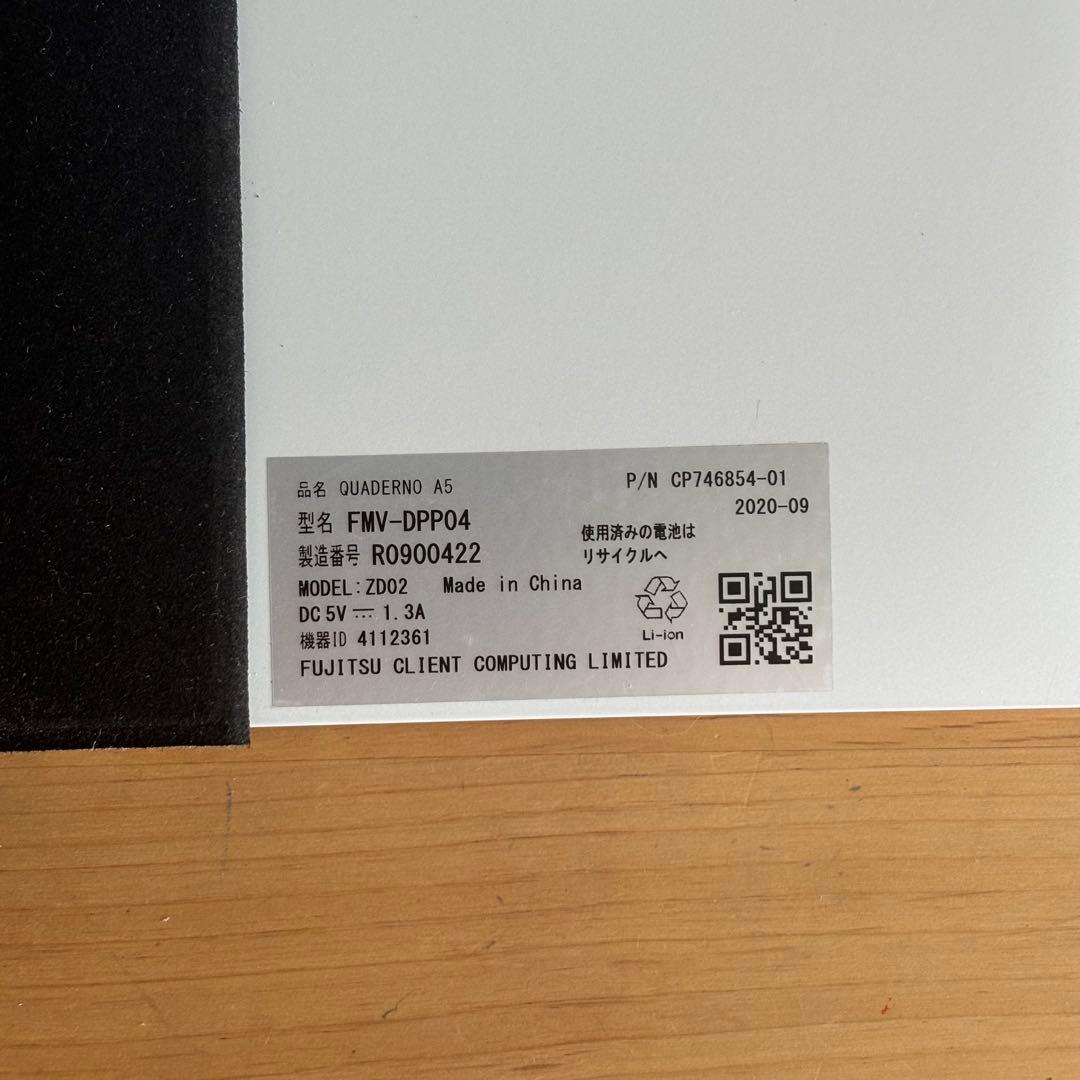 品名 QUADERNO A5
P/N CP746854-01
2020-09
型名 FMV-DPP04
製造番号 R0900422
使用済みの電池は
リサイクルへ
MODEL:ZD02 Made in China
DC 5V ⎓ 1.3A
機器ID 4112361
Li-ion
FUJITSU CLIENT COMPUTING LIMITED